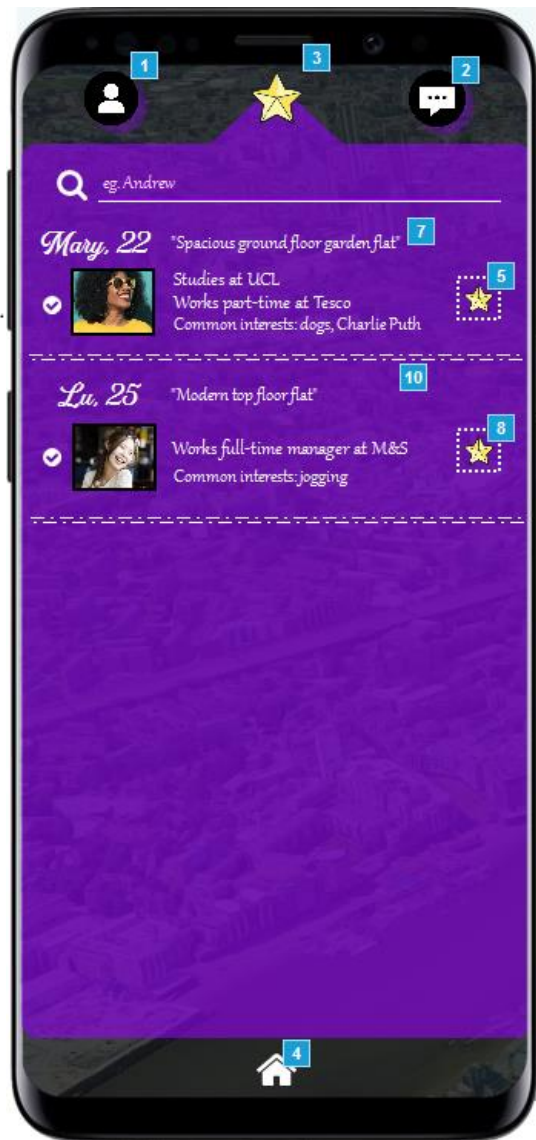 1
3
2
eg. Andrew
Mary, 22 "Spacious ground floor garden flat" 7
Studies at UCL 5
Works part-time at Tesco
Common interests: dogs, Charlie Puth
Lu, 25 "Modern top floor flat" 10
8
Works full-time manager at M&S
Common interests: jogging
4